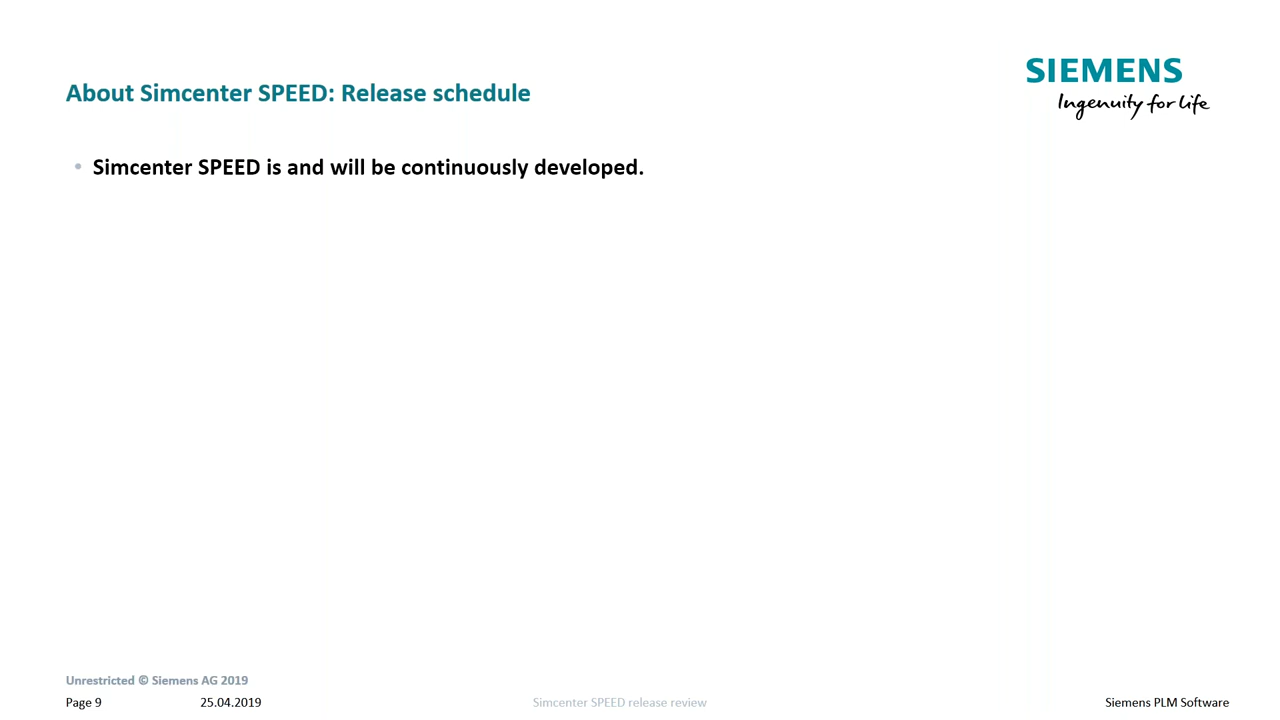 SIEMENS
Ingenuity for life
About Simcenter SPEED: Release schedule
• Simcenter SPEED is and will be continuously developed.
Unrestricted © Siemens AG 2019
Page 9 25.04.2019 Simcenter SPEED release review Siemens PLM Software